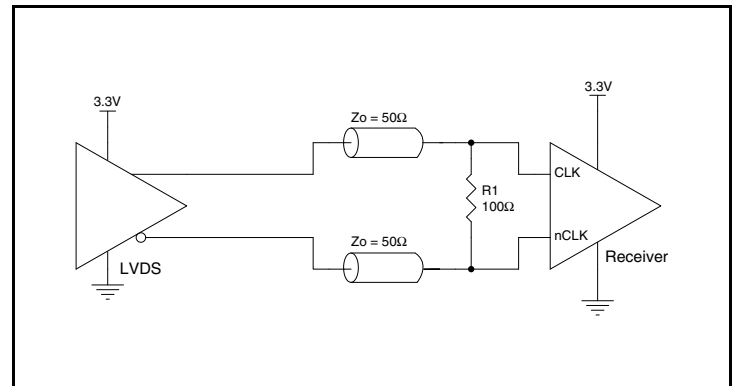 3.3V
3.3V
Zo = 50Ω
CLK
R1
100Ω
nCLK
Zo = 50Ω
LVDS
Receiver